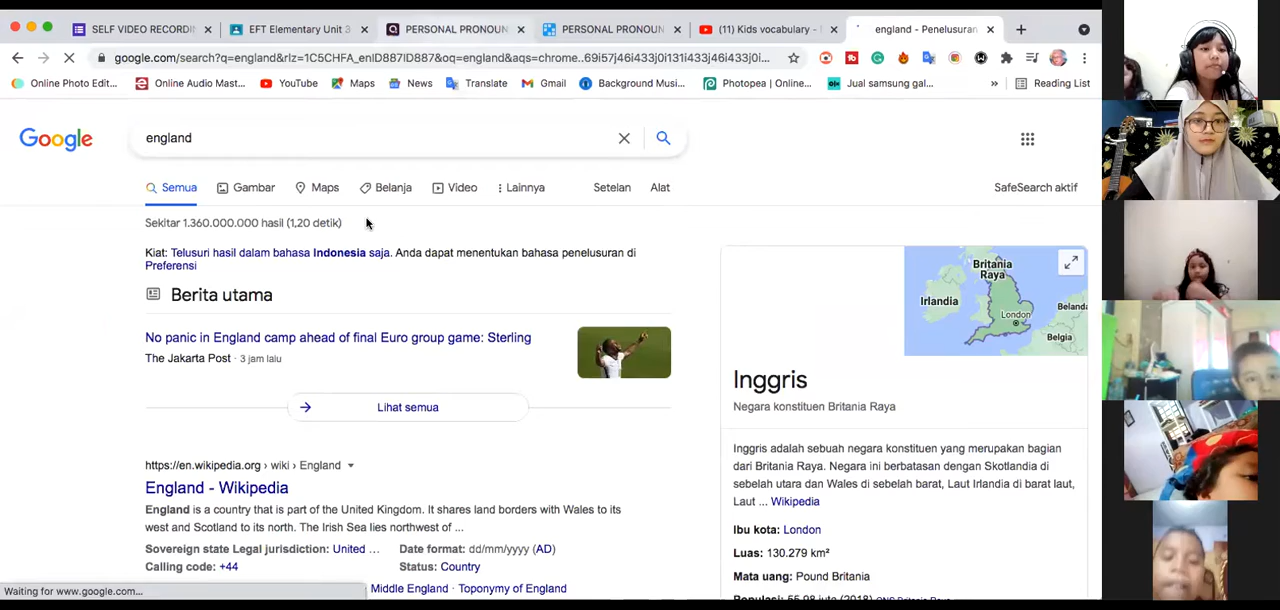 SELF VIDEO RECORDIN
EFT Elementary Unit 3
PERSONAL PRONOUN
PERSONAL PRONOUN
(11) Kids vocabulary -
england - Penelusuran
google.com/search?q=england&rlz=1C5CHFA_enID887ID887&oq=england&aqs=chrome..69i57j46i433j0i131i433j46i433j0i...
Online Photo Edit...
Online Audio Mast...
YouTube
Maps
News
Translate
Gmail
Background Musi...
Photopea | Online...
Jual samsung gal...
»
Reading List
Google
england
Semua
Gambar
Maps
Belanja
Video
Lainnya
Setelan
Alat
SafeSearch aktif
Sekitar 1.360.000.000 hasil (1,20 detik)
Kiat: Telusuri hasil dalam bahasa Indonesia saja. Anda dapat menentukan bahasa penelusuran di
Preferensi
Berita utama
No panic in England camp ahead of final Euro group game: Sterling
The Jakarta Post · 3 jam lalu
Lihat semua
https://en.wikipedia.org › wiki › England
England - Wikipedia
England is a country that is part of the United Kingdom. It shares land borders with Wales to its
west and Scotland to its north. The Irish Sea lies northwest of ...
Sovereign state Legal jurisdiction: United ...
Date format: dd/mm/yyyy (AD)
Calling code: +44
Status: Country
Middle England · Toponymy of England
Waiting for www.google.com...
Britania
Raya
Irlandia
London
Belanda
Belgia
Inggris
Negara konstituen Britania Raya
Inggris adalah sebuah negara konstituen yang merupakan bagian
dari Britania Raya. Negara ini berbatasan dengan Skotlandia di
sebelah utara dan Wales di sebelah barat, Laut Irlandia di barat laut,
Laut ... Wikipedia
Ibu kota: London
Luas: 130.279 km²
Mata uang: Pound Britania
Populasi: 55,98 juta (2018)